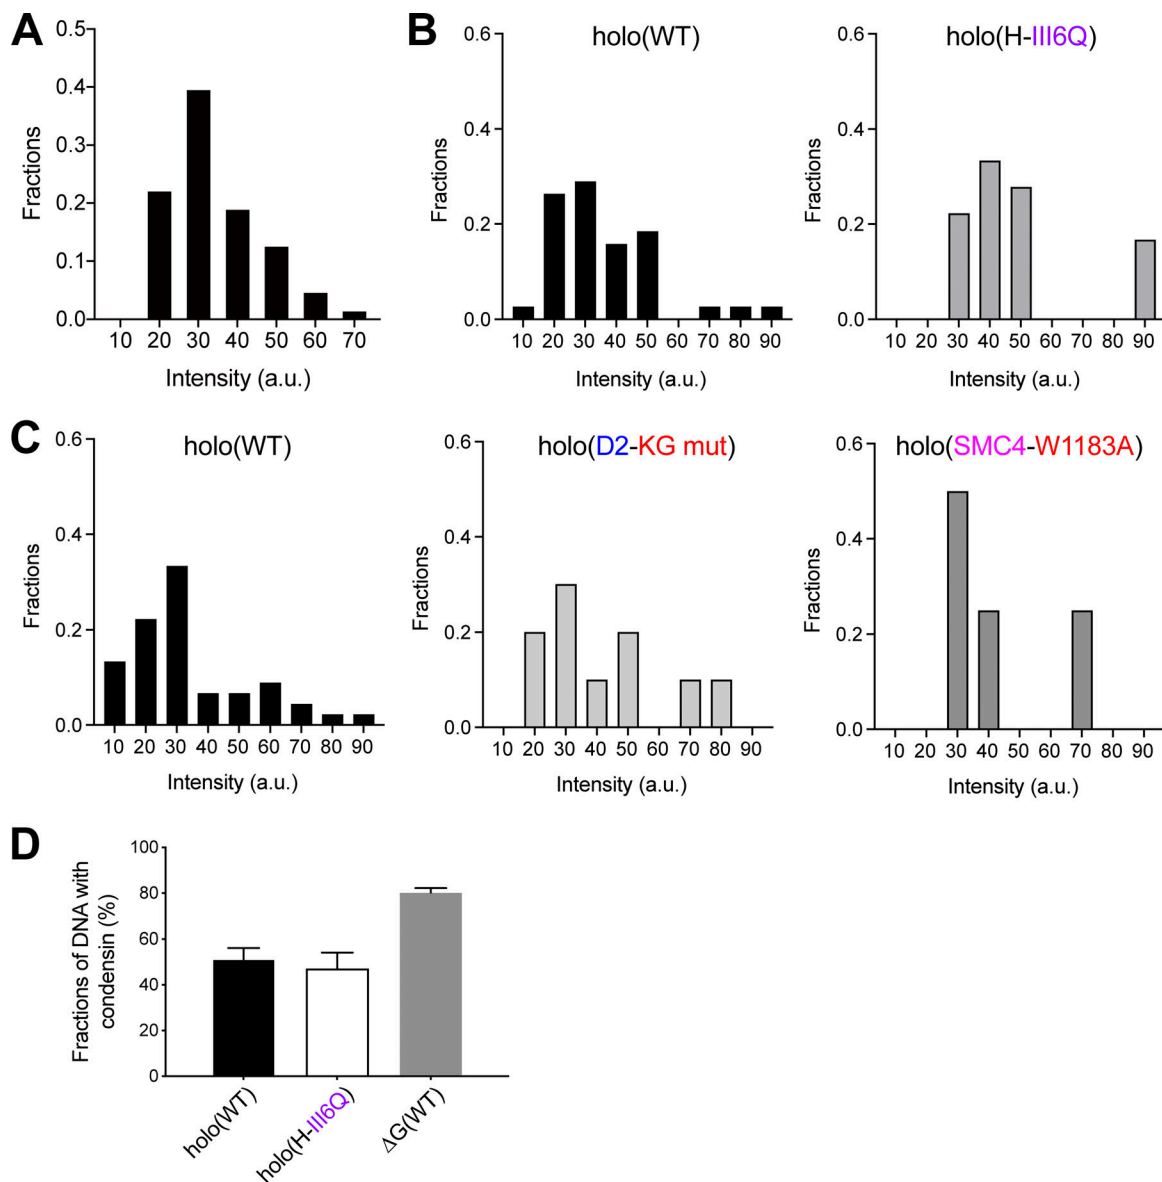 A
0.5
0.4
0.3
0.2
0.1
0.0
Fractions
10 20 30 40 50 60 70
Intensity (a.u.)
B
holo(WT)
0.6
0.4
0.2
0.0
Fractions
10 20 30 40 50 60 70 80 90
Intensity (a.u.)
holo(H-III6Q)
0.6
0.4
0.2
0.0
Fractions
10 20 30 40 50 60 70 80 90
Intensity (a.u.)
C
holo(WT)
0.6
0.4
0.2
0.0
Fractions
10 20 30 40 50 60 70 80 90
Intensity (a.u.)
holo(D2-KG mut)
0.6
0.4
0.2
0.0
Fractions
10 20 30 40 50 60 70 80 90
Intensity (a.u.)
holo(SMC4-W1183A)
0.6
0.4
0.2
0.0
Fractions
10 20 30 40 50 60 70 80 90
Intensity (a.u.)
D
Fractions of DNA with
condensin (%)
100
80
60
40
20
0
holo(WT)
holo(H-III6Q)
ΔG(WT)